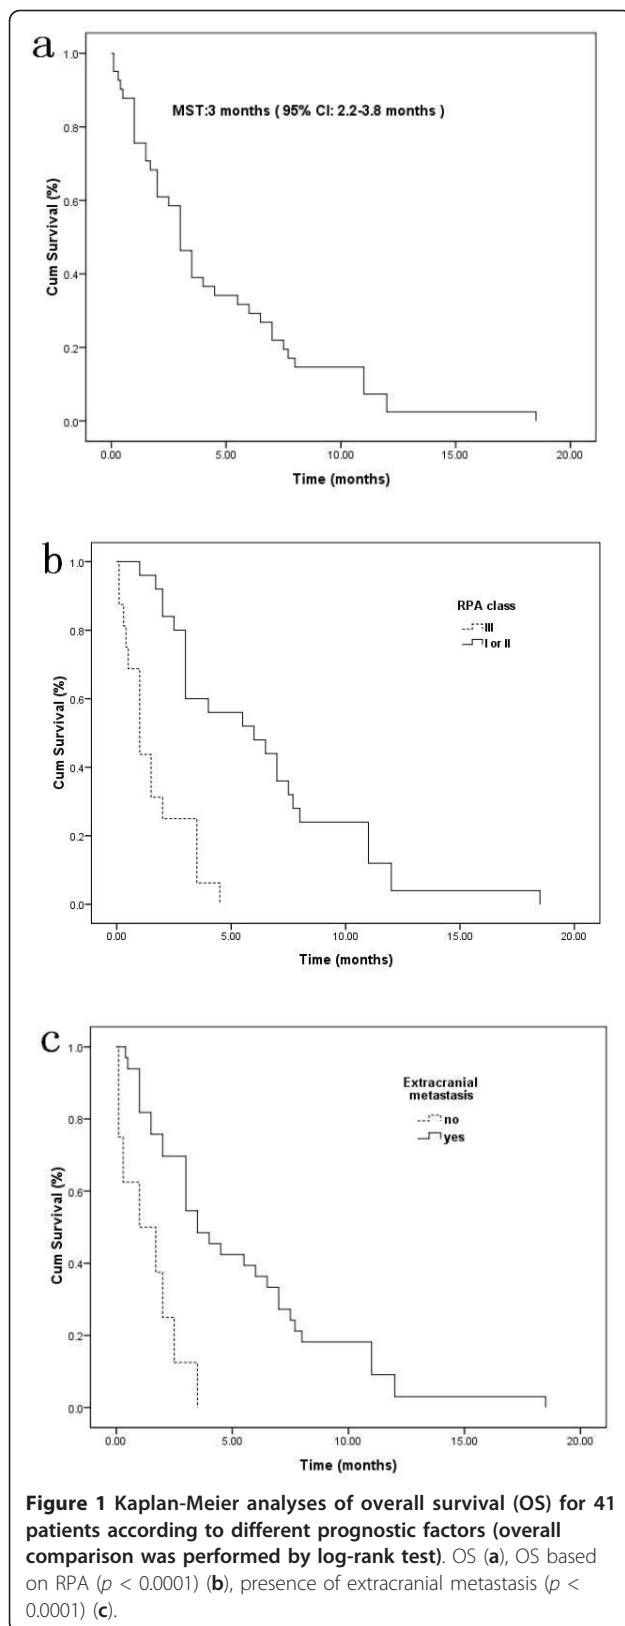 a
1.0
0.8
0.6
0.4
0.2
0.0
MST:3 months ( 95% CI: 2.2-3.8 months )
Cum Survival (%)
0.00 5.00 10.00 15.00 20.00
Time (months)
b
1.0
0.8
0.6
0.4
0.2
0.0
RPA class
III
I or II
Cum Survival (%)
0.00 5.00 10.00 15.00 20.00
Time (months)
c
1.0
0.8
0.6
0.4
0.2
0.0
Extracranial
metastasis
no
yes
Cum Survival (%)
0.00 5.00 10.00 15.00 20.00
Time (months)
Figure 1 Kaplan-Meier analyses of overall survival (OS) for 41
patients according to different prognostic factors (overall
comparison was performed by log-rank test). OS (a), OS based
on RPA (p < 0.0001) (b), presence of extracranial metastasis (p <
0.0001) (c).